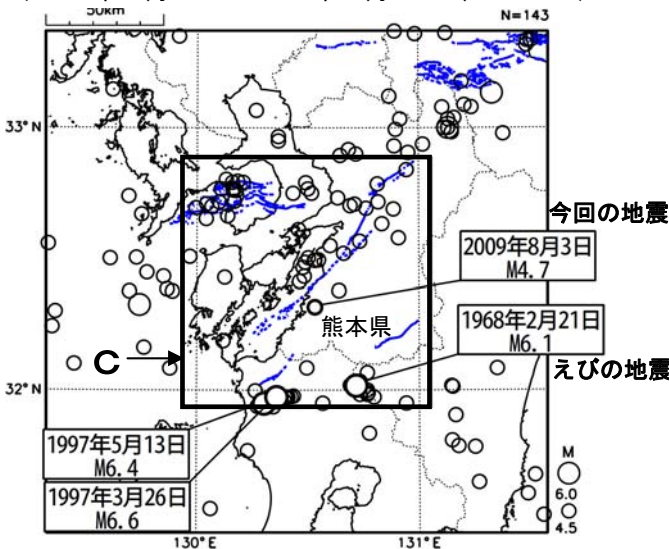 50km
N=143
33°N
今回の地震
2009年8月3日
M4.7
熊本県
1968年2月21日
M6.1
C
えびの地震
32°N
1997年5月13日
M6.4
1997年3月26日
M6.6
M
6.0
4.5
130°E
131°E